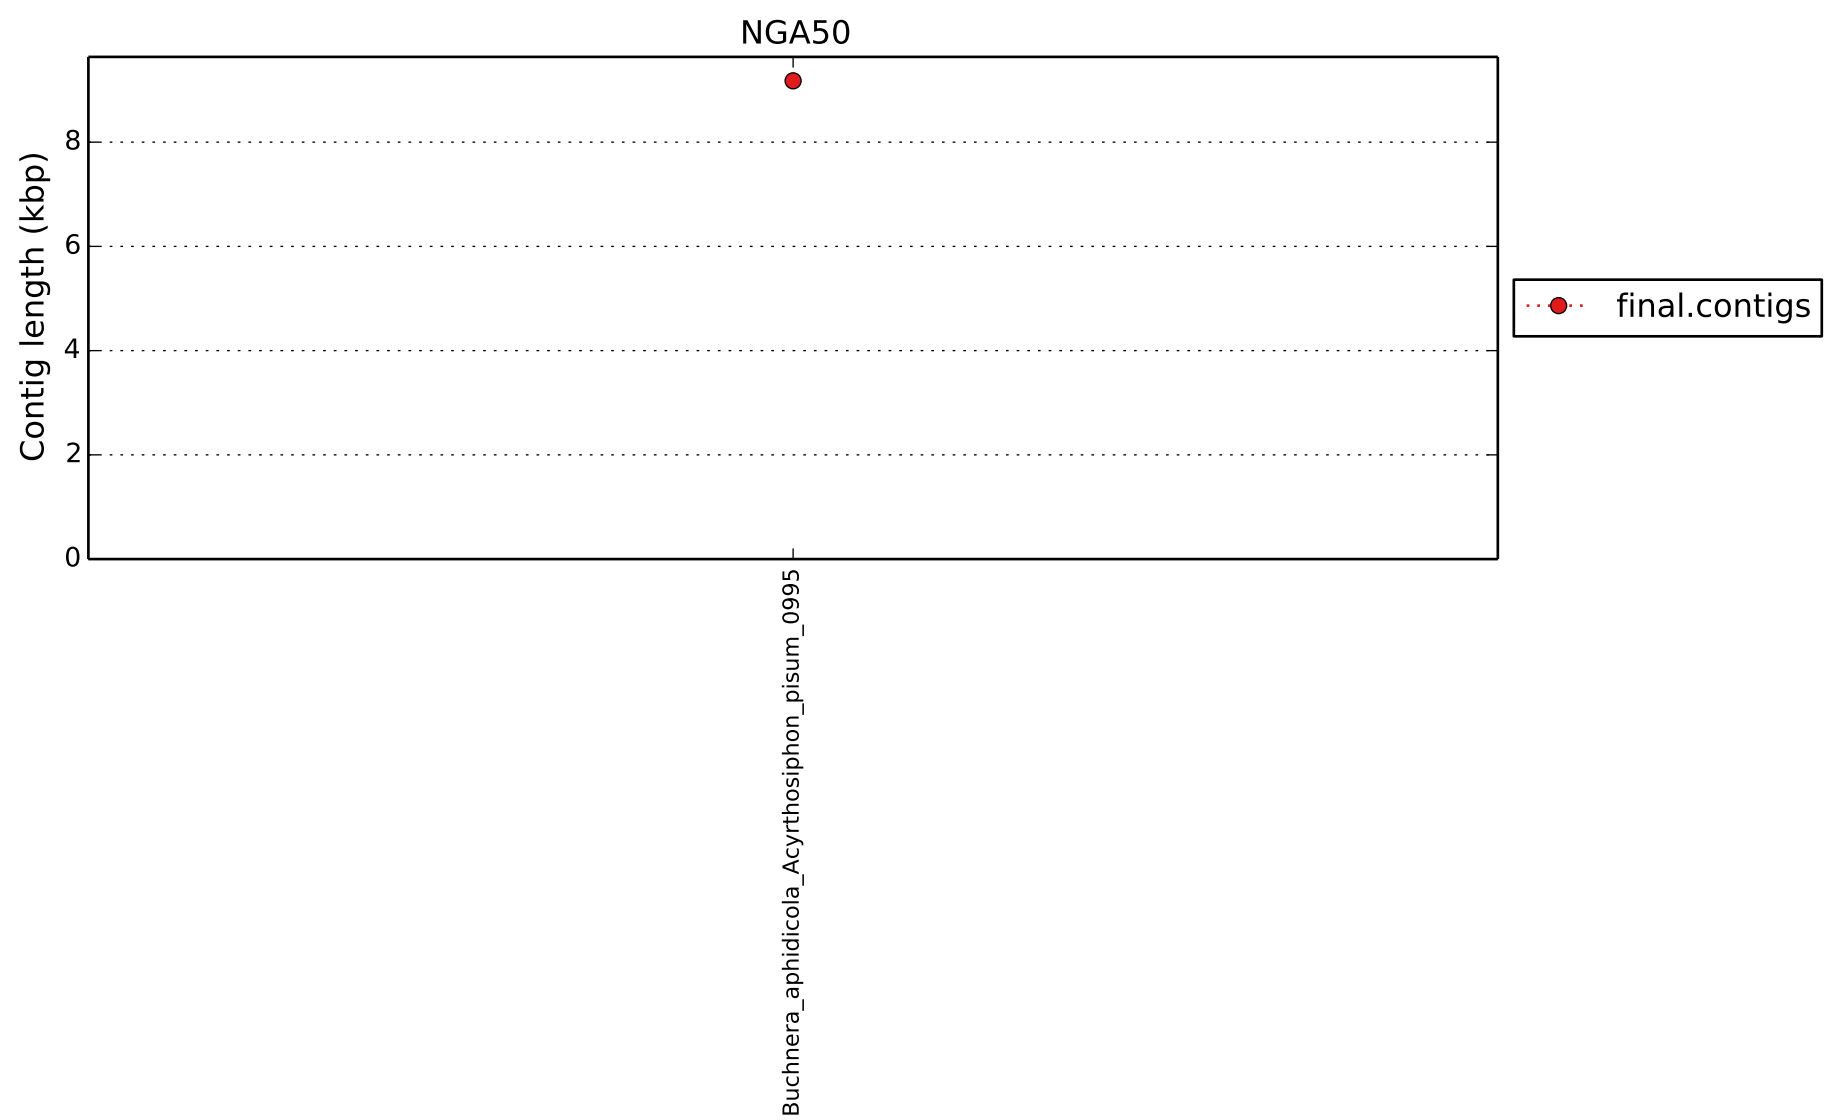 NGA50
Contig length (kbp)
8
6
4
2
0
Buchnera_aphidicola_Acyrthosiphon_pisum_0995
final.contigs